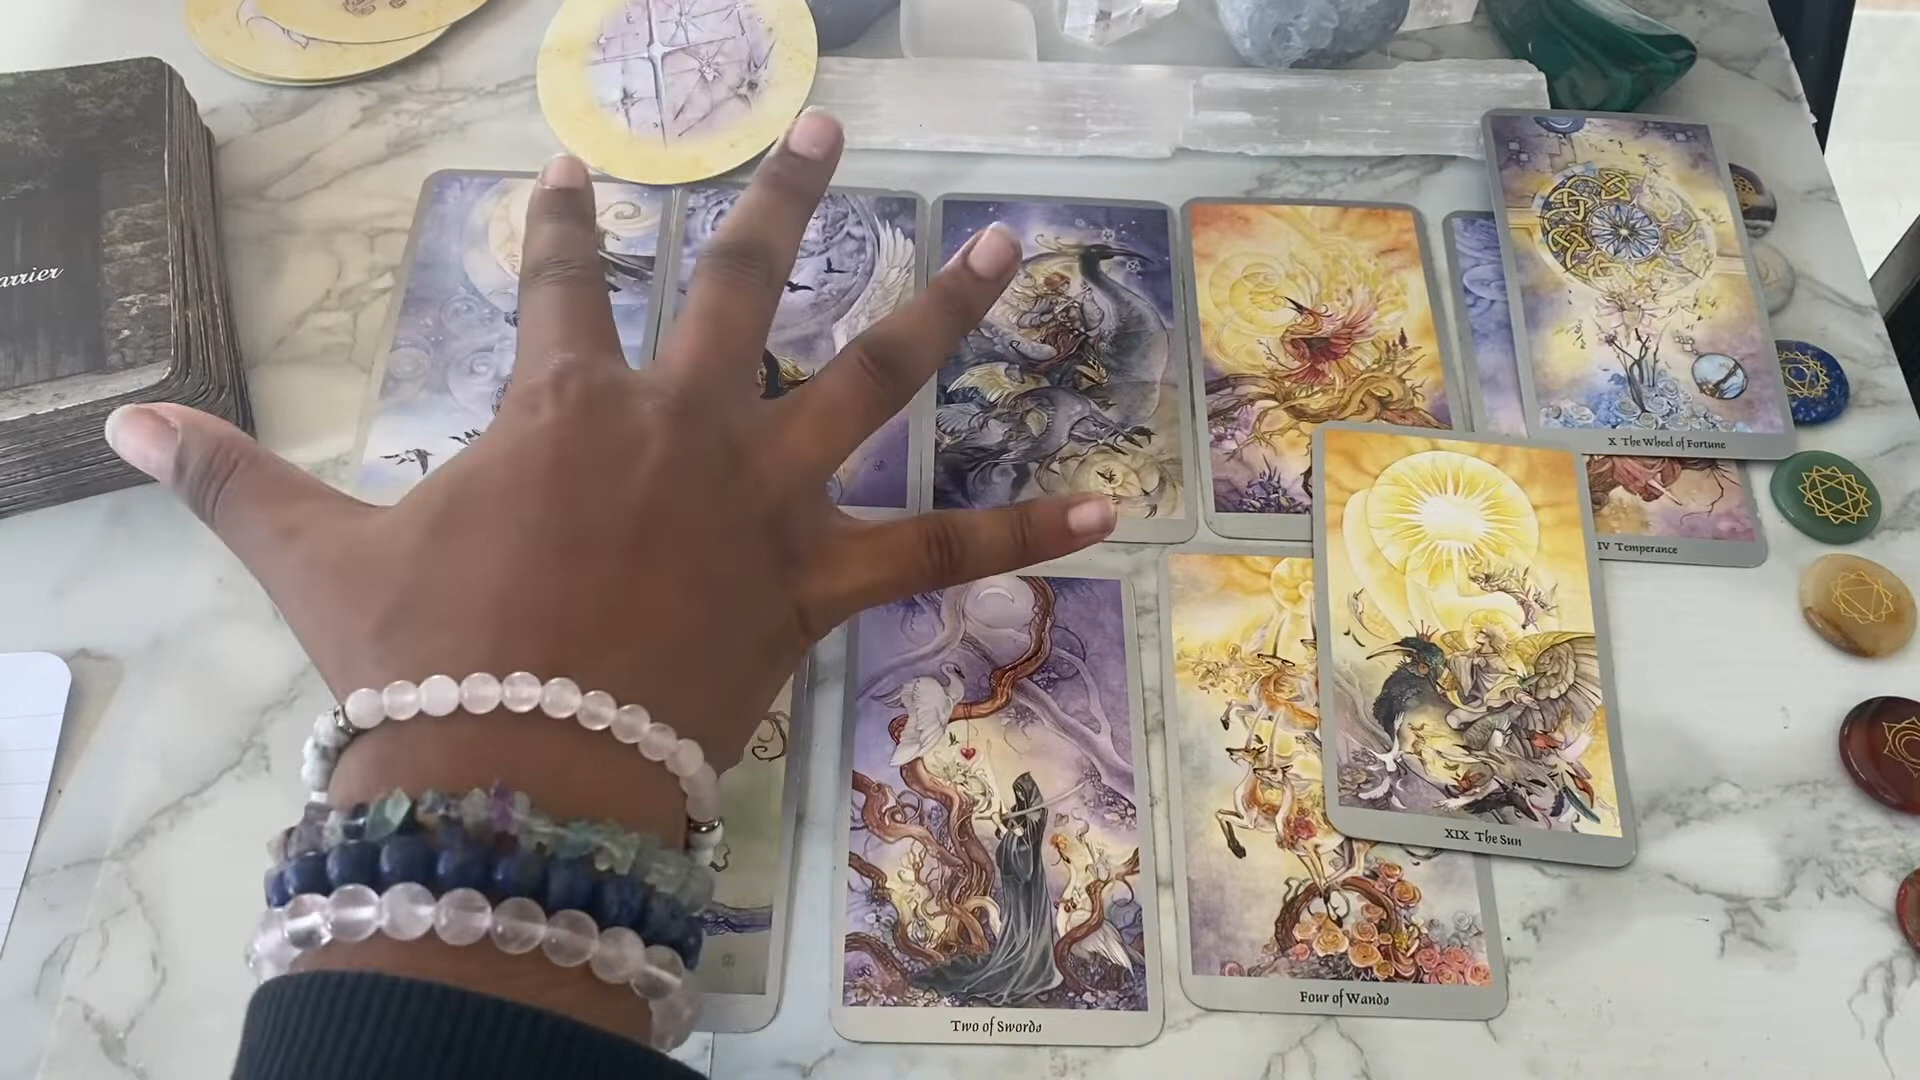 arrier
X The Wheel of Fortune
IV Temperance
XIX The Sun
Four of Wands
Two of Swords